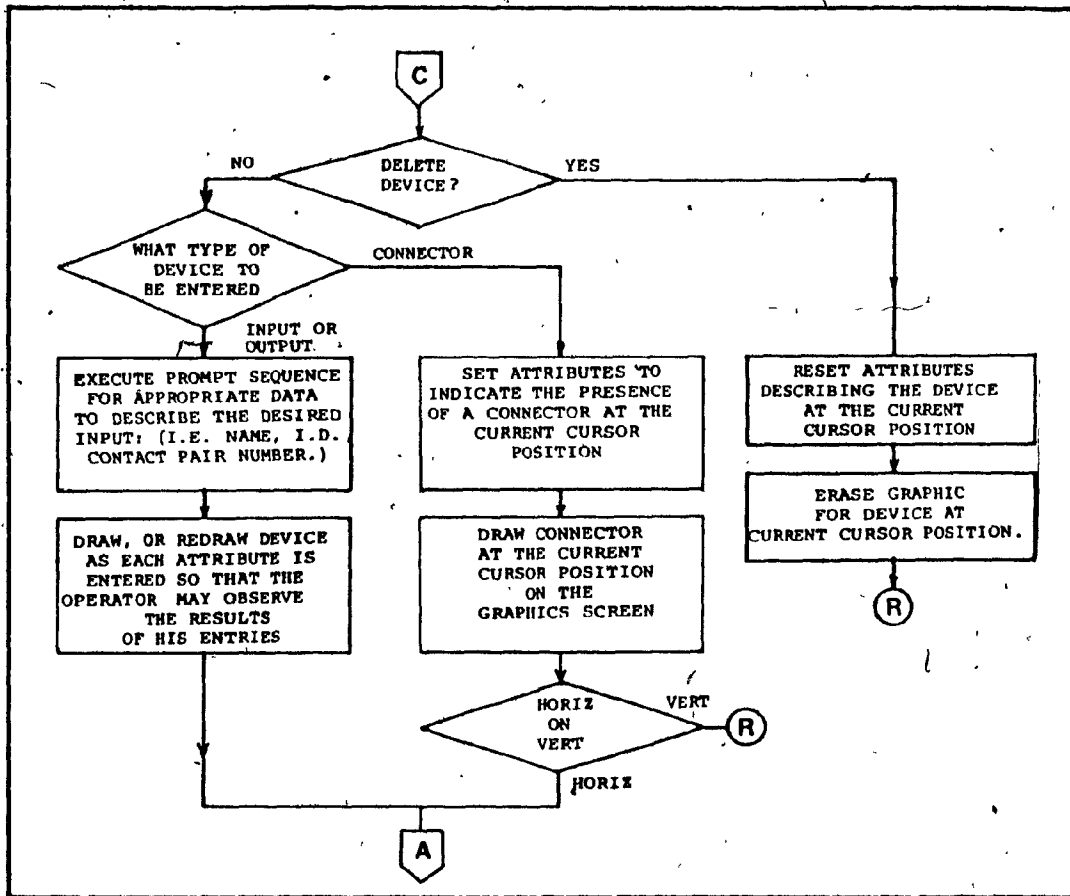 C
DELETE
DEVICE?
NO
YES
WHAT TYPE OF
DEVICE TO
BE ENTERED
CONNECTOR
INPUT OR
OUTPUT.
EXECUTE PROMPT SEQUENCE
FOR APPROPRIATE DATA
TO DESCRIBE THE DESIRED
INPUT: (I.E. NAME, I.D.
CONTACT PAIR NUMBER.)
SET ATTRIBUTES TO
INDICATE THE PRESENCE
OF A CONNECTOR AT THE
CURRENT CURSOR
POSITION
RESET ATTRIBUTES
DESCRIBING THE DEVICE
AT THE CURRENT
CURSOR POSITION
ERASE GRAPHIC
FOR DEVICE AT
CURRENT CURSOR POSITION.
R
DRAW, OR REDRAW DEVICE
AS EACH ATTRIBUTE IS
ENTERED SO THAT THE
OPERATOR MAY OBSERVE
THE RESULTS
OF HIS ENTRIES
DRAW CONNECTOR
AT THE CURRENT
CURSOR POSITION
ON THE
GRAPHICS SCREEN
HORIZ
ON
VERT
VERT
R
HORIZ
A